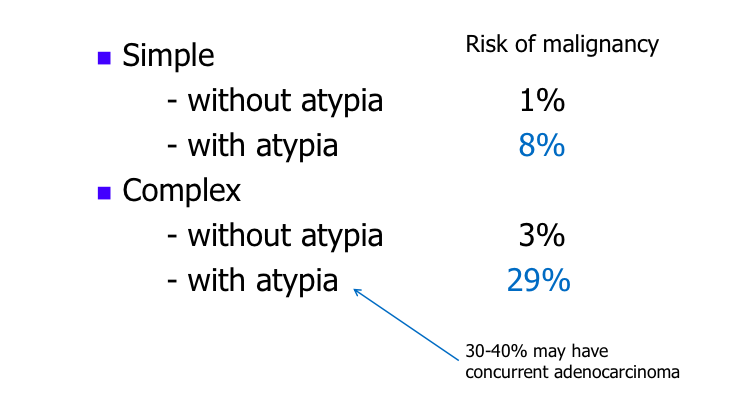 Risk of malignancy
■ Simple
- without atypia 1%
- with atypia 8%
■ Complex
- without atypia 3%
- with atypia 29%
30-40% may have
concurrent adenocarcinoma